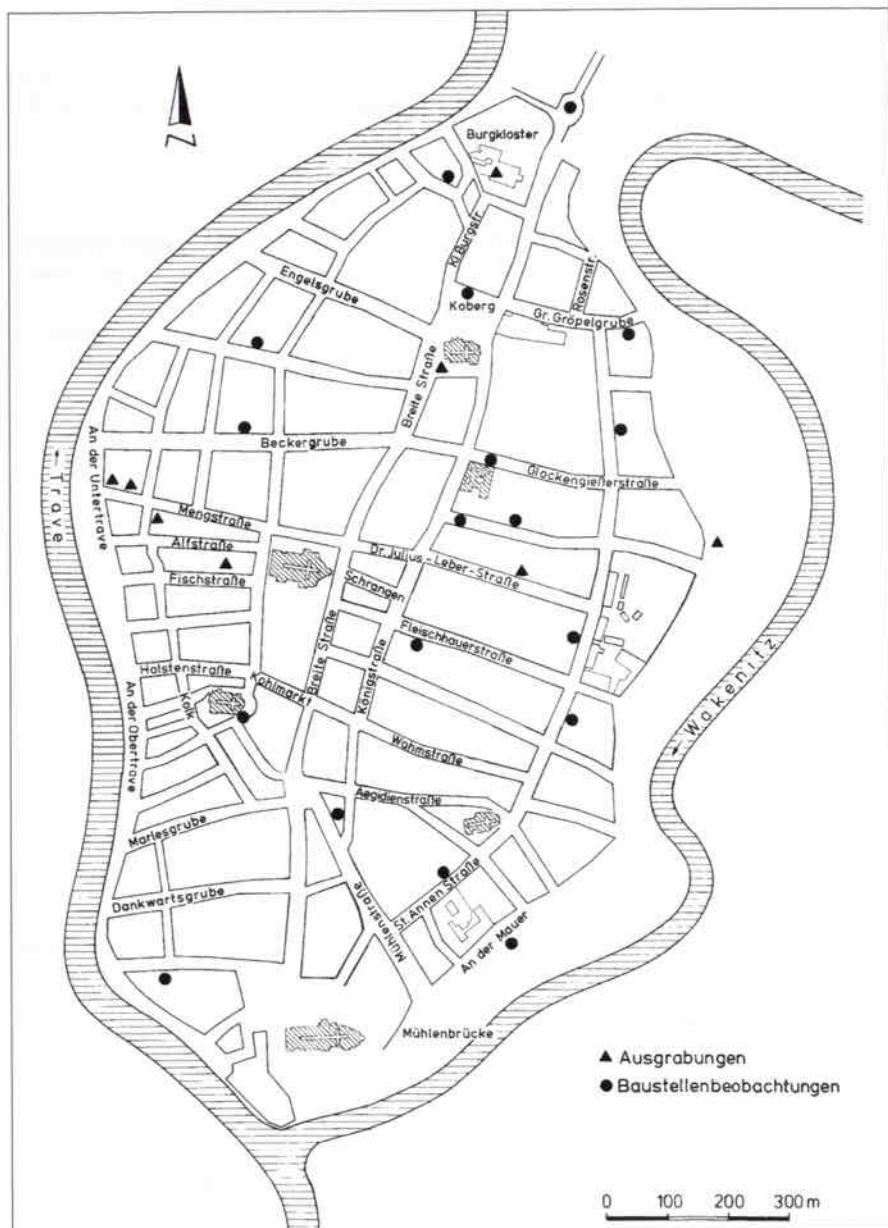 Burgkloster
N
Kl Burgstr.
Rosenstr.
Engelsgrube
Koberg
Gr. Gröpelgrube
Breite Straße
An der Untertrave
Beckergrube
Glockengießerstraße
←Trave
Mengstraße
Alfstraße
Dr. Julius-Leber-Straße
Fischstraße
Schrangen
Fleischhauerstraße
Breite Straße
Königstraße
Wakenitz
Holstenstraße
Kohlmarkt
Kolk
An der Obertrave
Wahmstraße
Aegidienstraße
Marlesgrube
Dankwartsgrube
St. Annen Straße
Mühlenstraße
An der Mauer
Mühlenbrücke
▲ Ausgrabungen
● Baustellenbeobachtungen
0 100 200 300 m